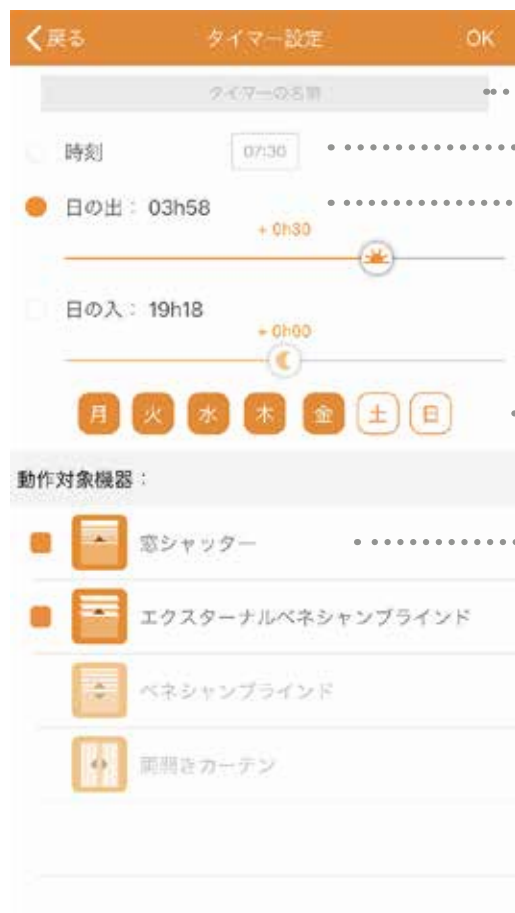 戻る タイマー設定 OK
タイマーの名前
時刻 07:30
日の出： 03h58
+ 0h30
日の入： 19h18
+ 0h00
月 火 水 木 金 土 日
動作対象機器：
窓シャッター
エクスターナルベネシャンブラインド
ベネシャンブラインド
両開きカーテン